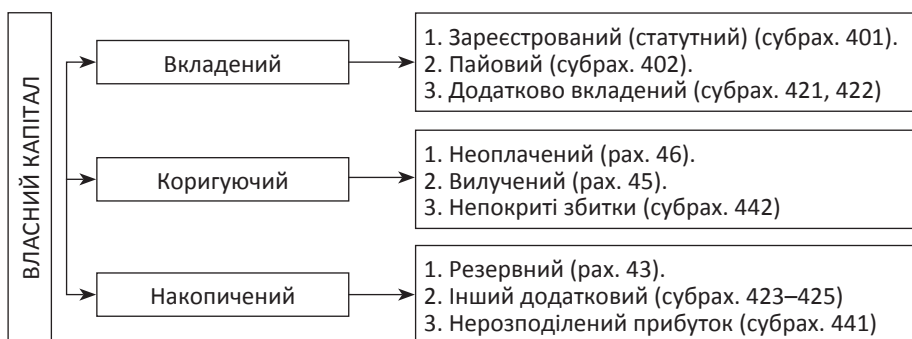 ВЛАСНИЙ КАПІТАЛ
Вкладений
1. Зареєстрований (статутний) (субрах. 401).
2. Пайовий (субрах. 402).
3. Додатково вкладений (субрах. 421, 422)
Коригуючий
1. Неоплачений (рах. 46).
2. Вилучений (рах. 45).
3. Непокриті збитки (субрах. 442)
Накопичений
1. Резервний (рах. 43).
2. Інший додатковий (субрах. 423–425)
3. Нерозподілений прибуток (субрах. 441)